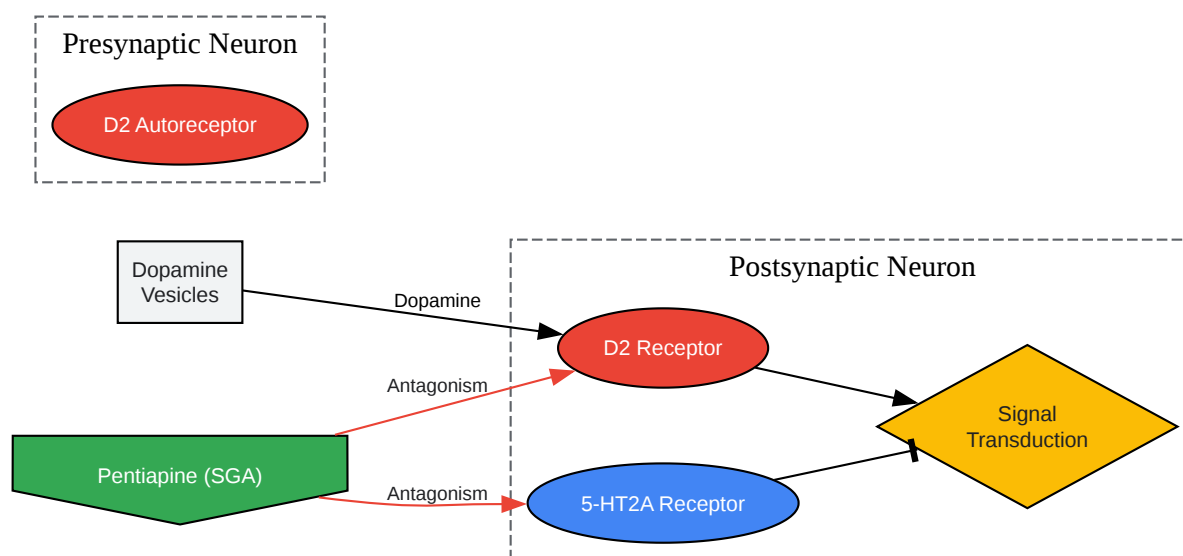 Presynaptic Neuron
D2 Autoreceptor
Dopamine
Vesicles
Dopamine
Postsynaptic Neuron
D2 Receptor
Antagonism
Signal
Transduction
Pentiapine (SGA)
Antagonism
5-HT2A Receptor